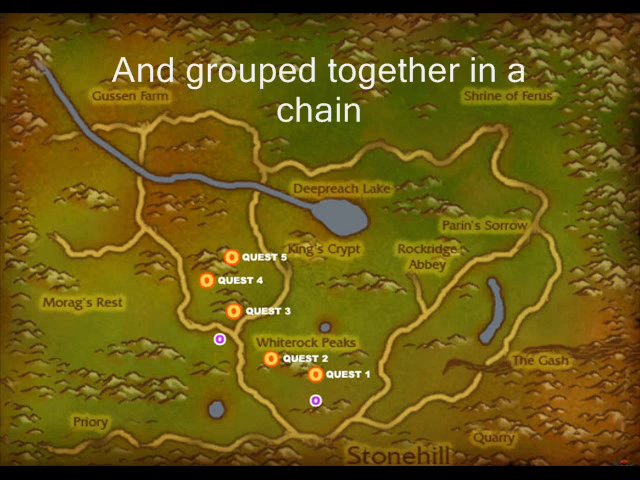 And grouped together in a
chain
Gussen Farm
Shrine of Ferus
Deepreach Lake
Parin's Sorrow
King's Crypt
Rockridge
Abbey
QUEST 5
QUEST 4
Morag's Rest
QUEST 3
Whiterock Peaks
QUEST 2
The Gash
QUEST 1
Priory
Quarry
Stonehill